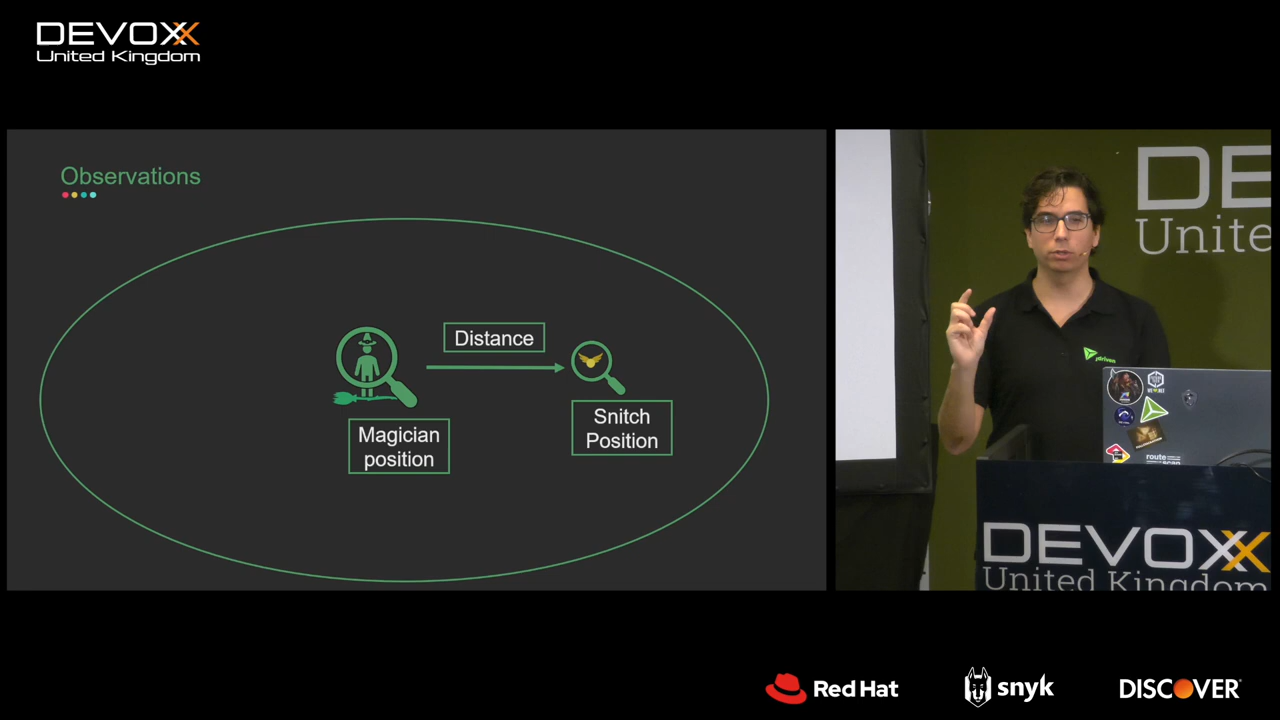 DEVOXX
United Kingdom
Observations
Distance
Magician
position
Snitch
Position
DE
Unite
DEVOXX
United Kingdom
Red Hat
snyk
DISCOVER